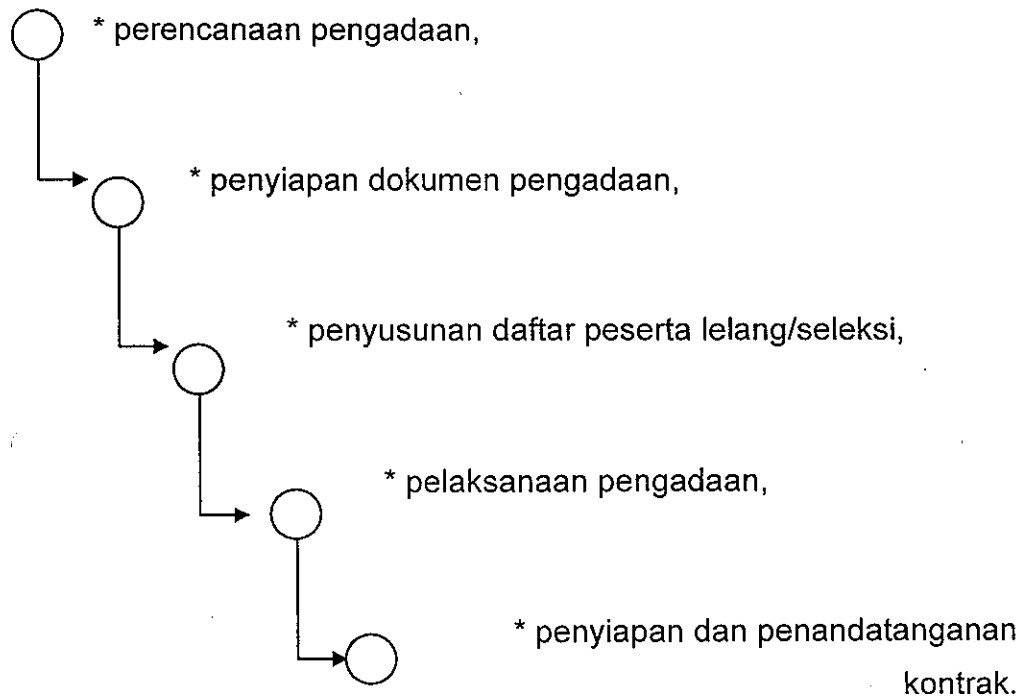 * perencanaan pengadaan,
* penyiapan dokumen pengadaan,
* penyusunan daftar peserta lelang/seleksi,
* pelaksanaan pengadaan,
* penyiapan dan penandatanganan
kontrak.